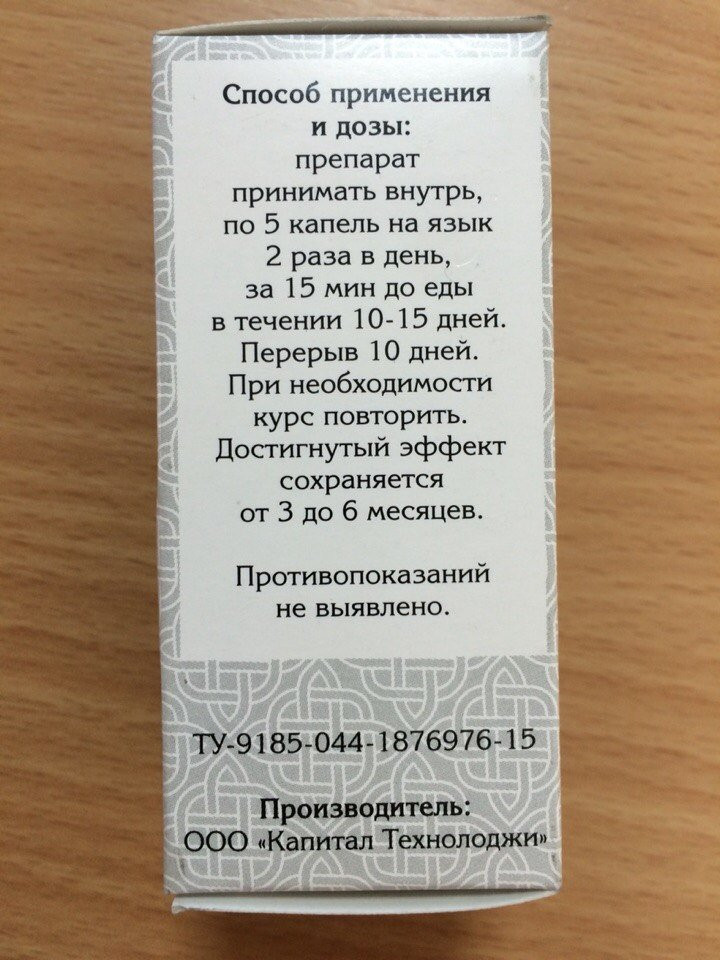 Способ применения
и дозы:
препарат
принимать внутрь,
по 5 капель на язык
2 раза в день,
за 15 мин до еды
в течении 10-15 дней.
Перерыв 10 дней.
При необходимости
курс повторить.
Достигнутый эффект
сохраняется
от 3 до 6 месяцев.
Противопоказаний
не выявлено.
ТУ-9185-044-1876976-15
Производитель:
ООО «Капитал Технолоджи»